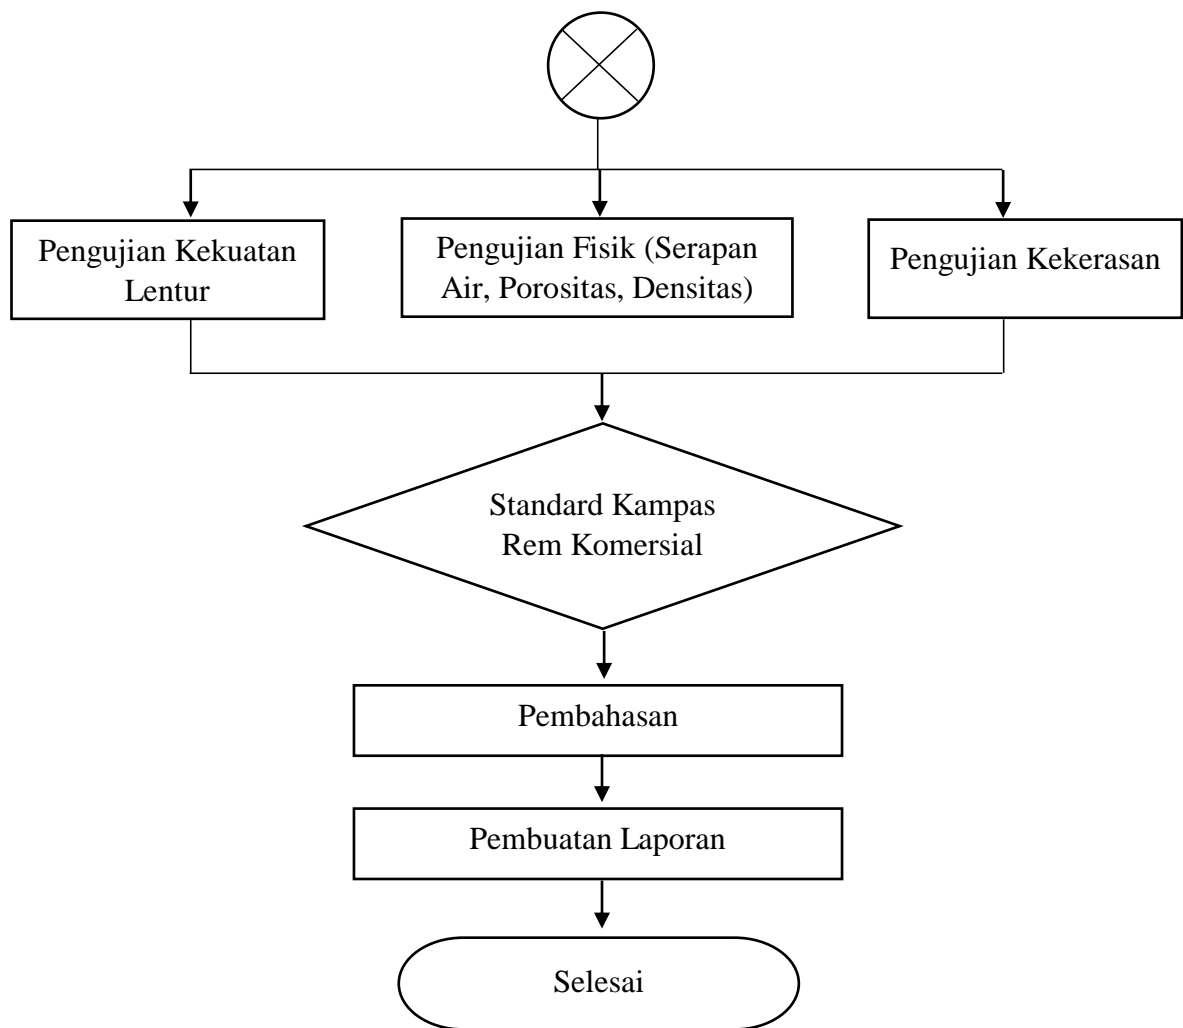 Pengujian Kekuatan
Lentur
Pengujian Fisik (Serapan
Air, Porositas, Densitas)
Pengujian Kekerasan
Standard Kampas
Rem Komersial
Pembahasan
Pembuatan Laporan
Selesai